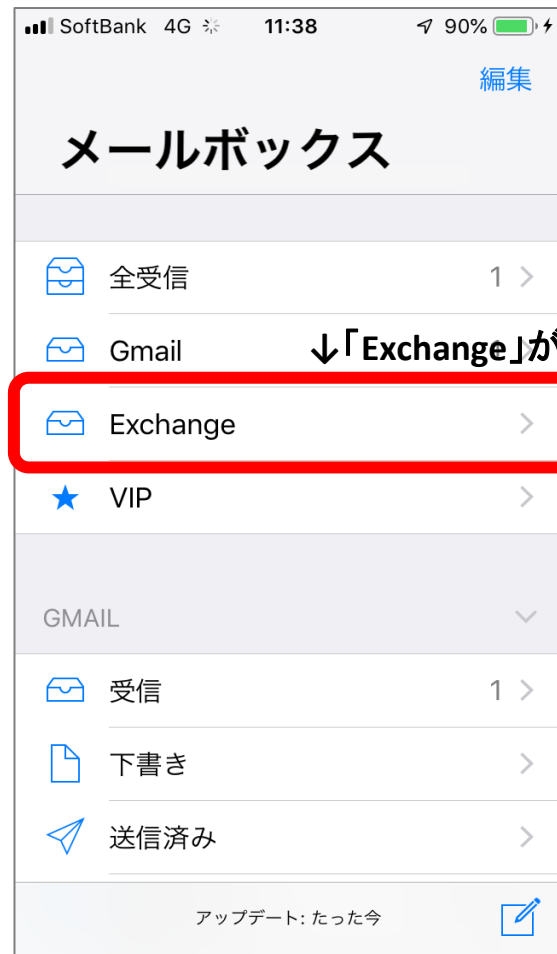 SoftBank 4G 11:38 90%
編集
メールボックス
全受信 1
Gmail
↓「Exchange」が
Exchange
VIP
GMAIL
受信 1
下書き
送信済み
アップデート: たった今